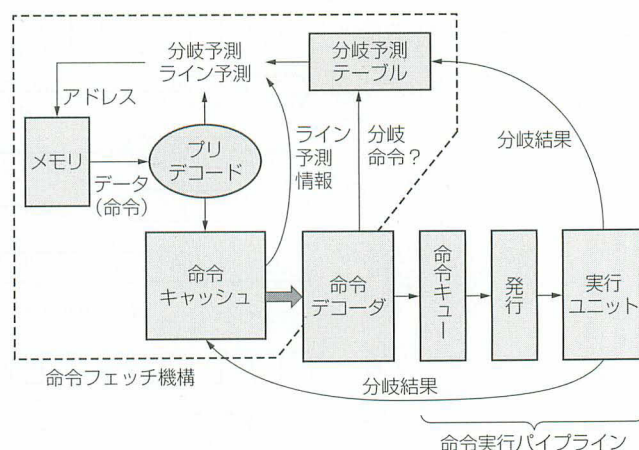 分岐予測
ライン予測
分岐予測
テーブル
アドレス
メモリ
データ
(命令)
プリ
デコード
ライン
予測
情報
分岐
命令?
分岐結果
命令
キャッシュ
命令
デコーダ
命令キュー
発行
実行
ユニット
命令フェッチ機構
分岐結果
命令実行パイプライン